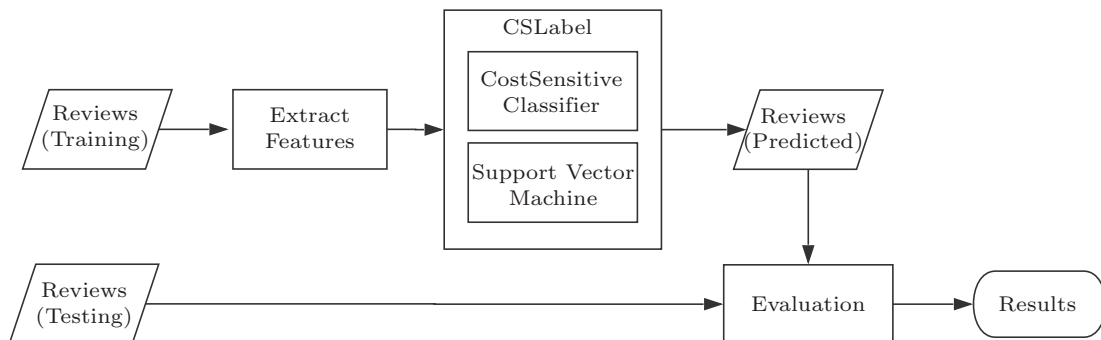 CSLabel
CostSensitive
Classifier
Reviews
(Training)
Extract
Features
Reviews
(Predicted)
Support Vector
Machine
Reviews
(Testing)
Evaluation
Results